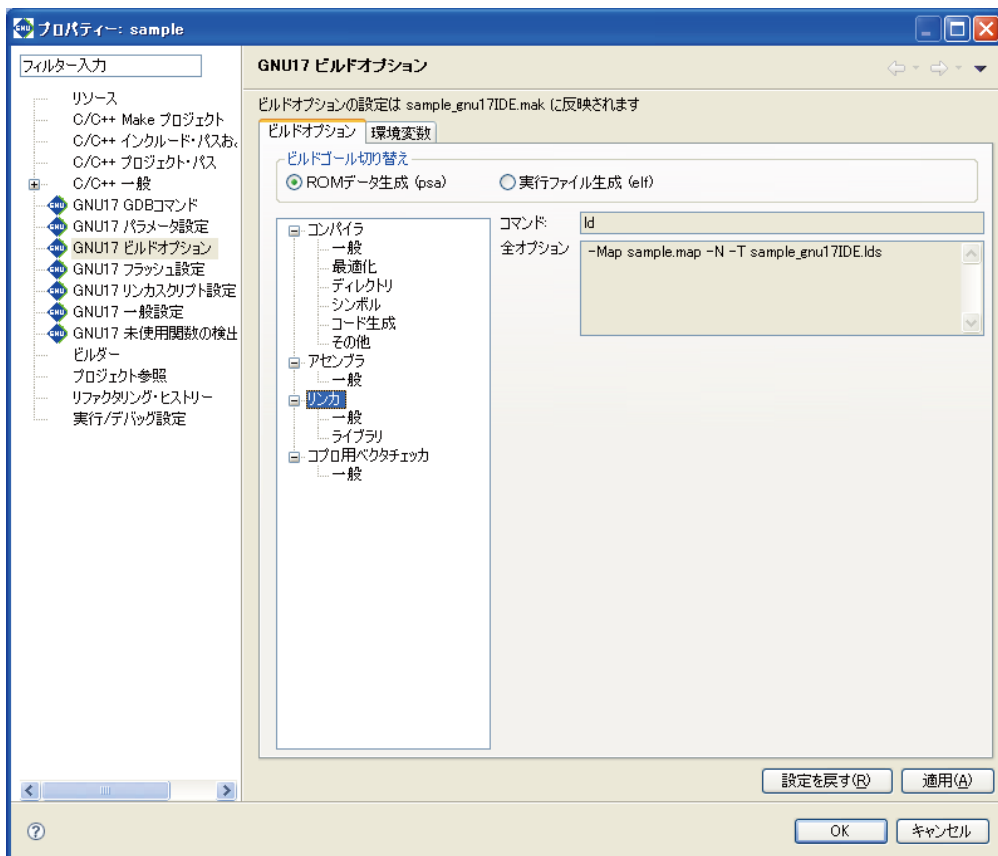 プロパティー: sample
フィルター入力
リソース
C/C++ Make プロジェクト
C/C++ インクルード・パスお
C/C++ プロジェクト・パス
C/C++ 一般
GNU17 GDBコマンド
GNU17 パラメータ設定
GNU17 ビルドオプション
GNU17 フラッシュ設定
GNU17 リンカスクリプト設定
GNU17 一般設定
GNU17 未使用関数の検出
ビルダー
プロジェクト参照
リファクタリング・ヒストリー
実行/デバッグ設定
GNU17 ビルドオプション
ビルドオプションの設定は sample_gnu17IDE.mak に反映されます
ビルドオプション 環境変数
ビルドゴール切り替え
ROMデータ生成 (psa) 実行ファイル生成 (elf)
コンパイラ
一般
最適化
ディレクトリ
シンボル
コード生成
その他
アセンブラ
一般
リンカ
一般
ライブラリ
コプロ用ベクタチェッカ
一般
コマンド: ld
全オプション -Map sample.map -N -T sample_gnu17IDE.lds
設定を戻す(R) 適用(A)
OK キャンセル